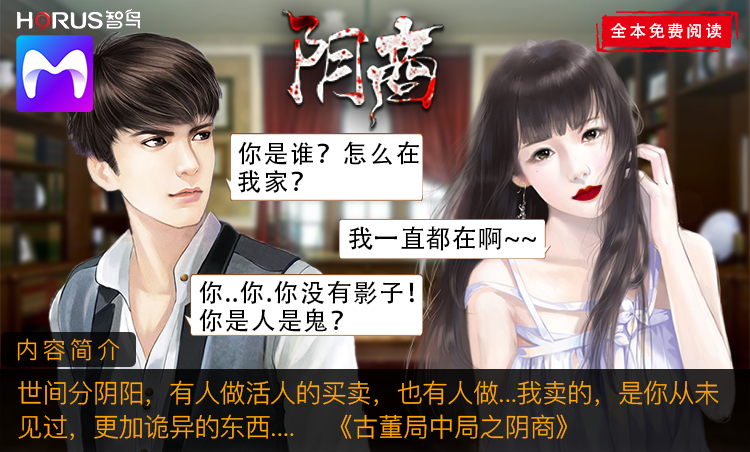 HORUS智鸟
阴商
全本免费阅读
你是谁？怎么在
我家？
我一直都在啊~~
你..你.你没有影子！
你是人是鬼？
内容简介
世间分阴阳，有人做活人的买卖，也有人做...我卖的，是你从未
见过，更加诡异的东西.... 《古董局中局之阴商》